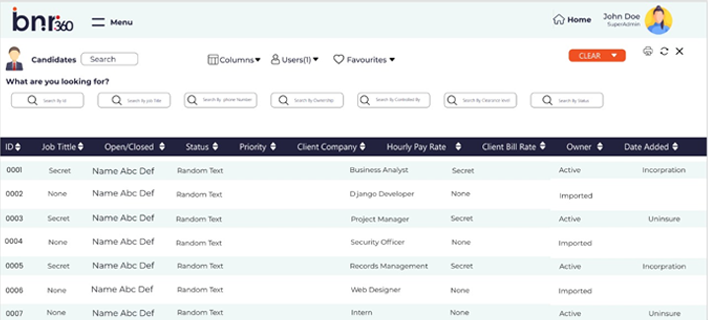 bnr360 Menu Home John Doe
SuperAdmin
Candidates Search Columns Users(1) Favourites CLEAR
What are you looking for?
Search By Id Search By Job Title Search By phone Number Search By Ownership Search By Controlled By Search By Clearance level Search By Status
ID Job Tittle Open/Closed Status Priority Client Company Hourly Pay Rate Client Bill Rate Owner Date Added
0001 Secret Name Abc Def Random Text Business Analyst Secret Active Incorpration
0002 None Name Abc Def Random Text Django Developer None Imported
0003 Secret Name Abc Def Random Text Project Manager Secret Active Uninsure
0004 None Name Abc Def Random Text Security Officer None Imported
0005 Secret Name Abc Def Random Text Records Management Secret Active Incorpration
0006 None Name Abc Def Random Text Web Designer None Imported
0007 None Name Abc Def Random Text Intern None Active Uninsure